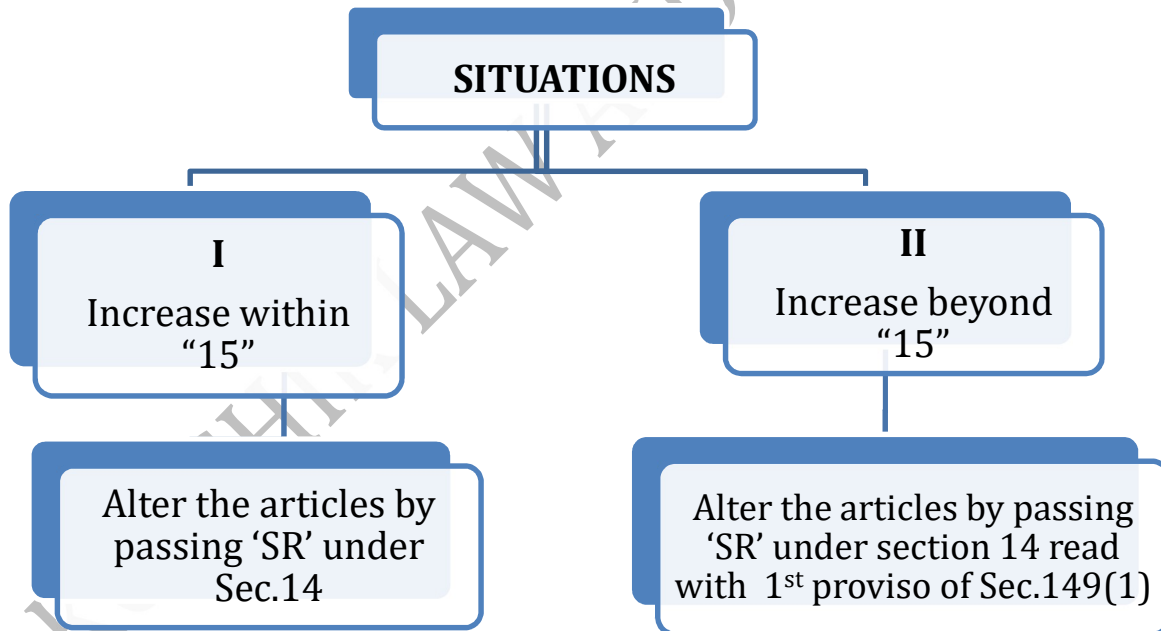 SITUATIONS
I
Increase within
“15”
II
Increase beyond
“15”
Alter the articles by
passing ‘SR’ under
Sec.14
Alter the articles by passing
‘SR’ under section 14 read
with 1st proviso of Sec.149(1)
LAW